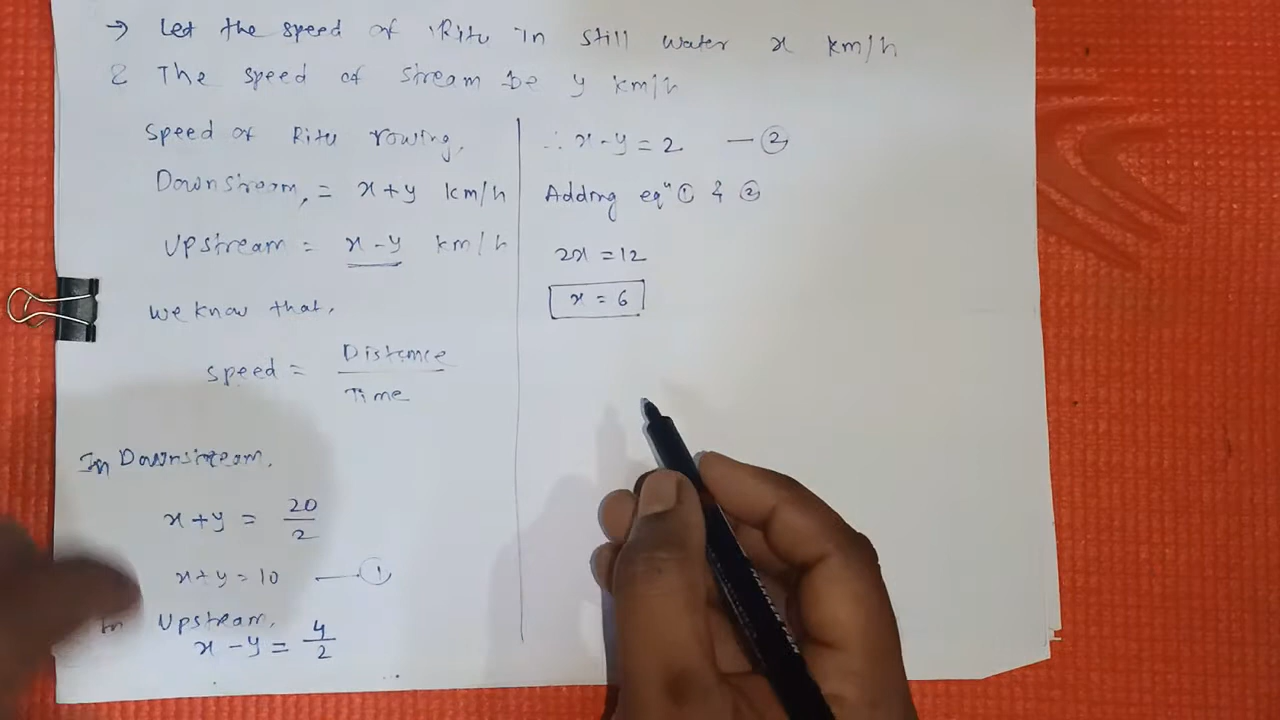 → Let the speed of Ritu in still water x km/h
& The speed of stream be y km/h
Speed of Ritu rowing,
Downstream, = x+y km/h
Upstream = x-y km/h
we know that,
speed = Distance / Time
In Downstream,
x+y = 20/2
x+y = 10 — ①
In Upstream,
x-y = 4/2
∴ x-y = 2 — ②
Adding eqⁿ ① & ②
2x = 12
x = 6